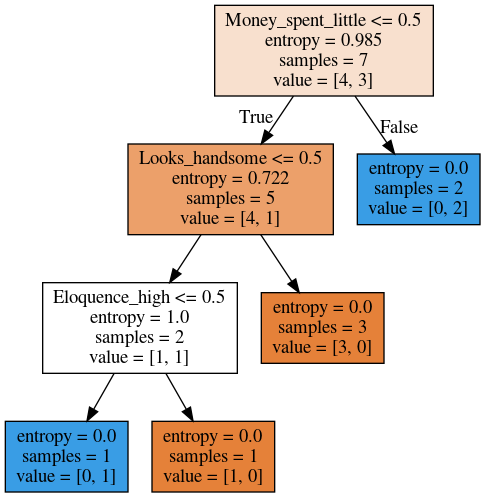 Money_spent_little <= 0.5
entropy = 0.985
samples = 7
value = [4, 3]
True
False
Looks_handsome <= 0.5
entropy = 0.722
samples = 5
value = [4, 1]
entropy = 0.0
samples = 2
value = [0, 2]
Eloquence_high <= 0.5
entropy = 1.0
samples = 2
value = [1, 1]
entropy = 0.0
samples = 3
value = [3, 0]
entropy = 0.0
samples = 1
value = [0, 1]
entropy = 0.0
samples = 1
value = [1, 0]